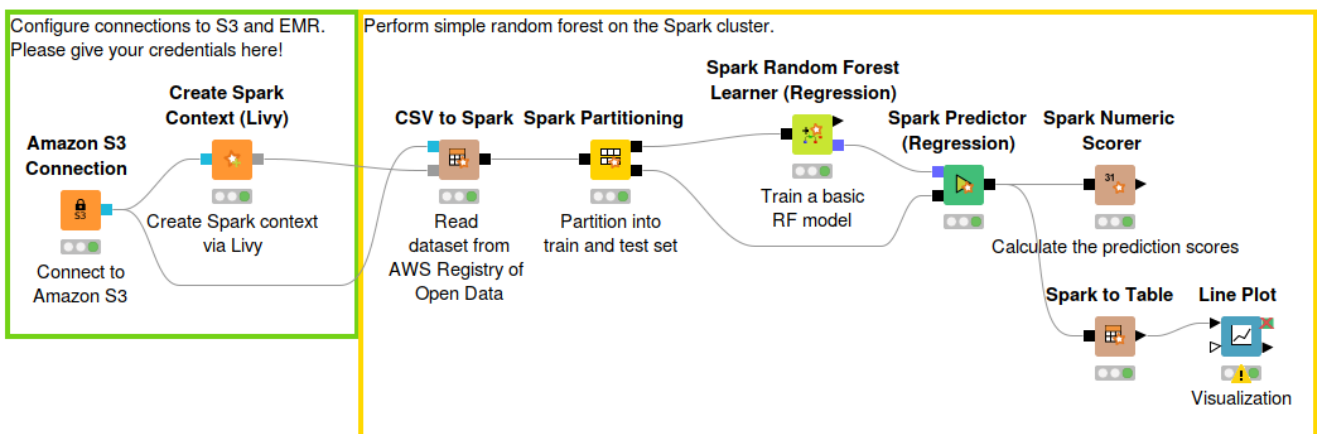 Configure connections to S3 and EMR.
Please give your credentials here!
Perform simple random forest on the Spark cluster.
Amazon S3
Connection
S3
Connect to
Amazon S3
Create Spark
Context (Livy)
Create Spark context
via Livy
CSV to Spark
Read
dataset from
AWS Registry of
Open Data
Spark Partitioning
Partition into
train and test set
Spark Random Forest
Learner (Regression)
Train a basic
RF model
Spark Predictor
(Regression)
Spark Numeric
Scorer
31
Calculate the prediction scores
Spark to Table
Line Plot
Visualization